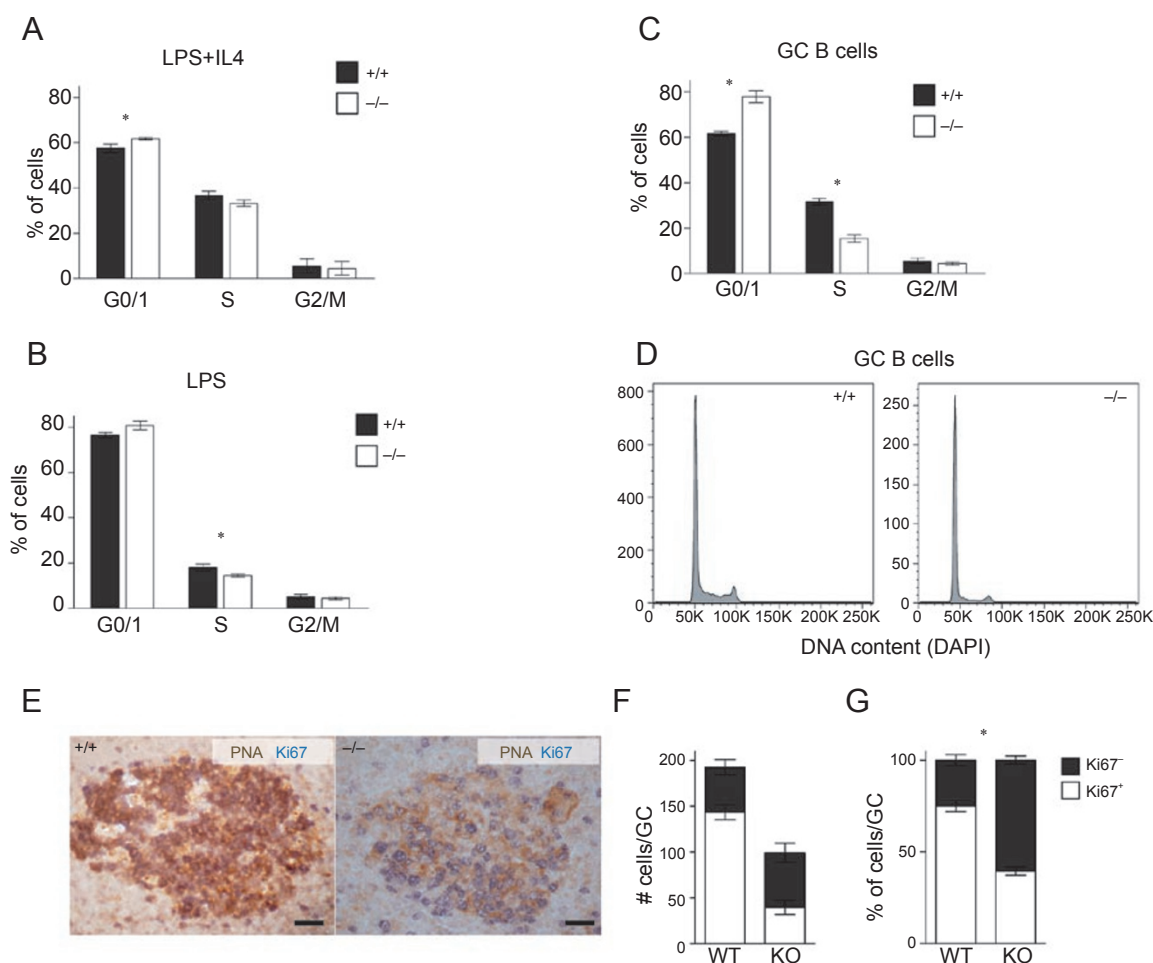 A
LPS+IL4
+/+
–/–
*
% of cells
80
60
40
20
0
G0/1 S G2/M
B
LPS
+/+
–/–
*
% of cells
80
60
40
20
0
G0/1 S G2/M
C
GC B cells
+/+
–/–
*
*
% of cells
80
60
40
20
0
G0/1 S G2/M
D
GC B cells
+/+
800
600
400
200
0
0 50K 100K 150K 200K 250K
–/–
250
200
150
100
50
0
0 50K 100K 150K 200K 250K
DNA content (DAPI)
E
+/+
PNA Ki67
–/–
PNA Ki67
F
# cells/GC
200
150
100
50
0
WT KO
G
*
% of cells/GC
100
50
0
WT KO
Ki67–
Ki67+